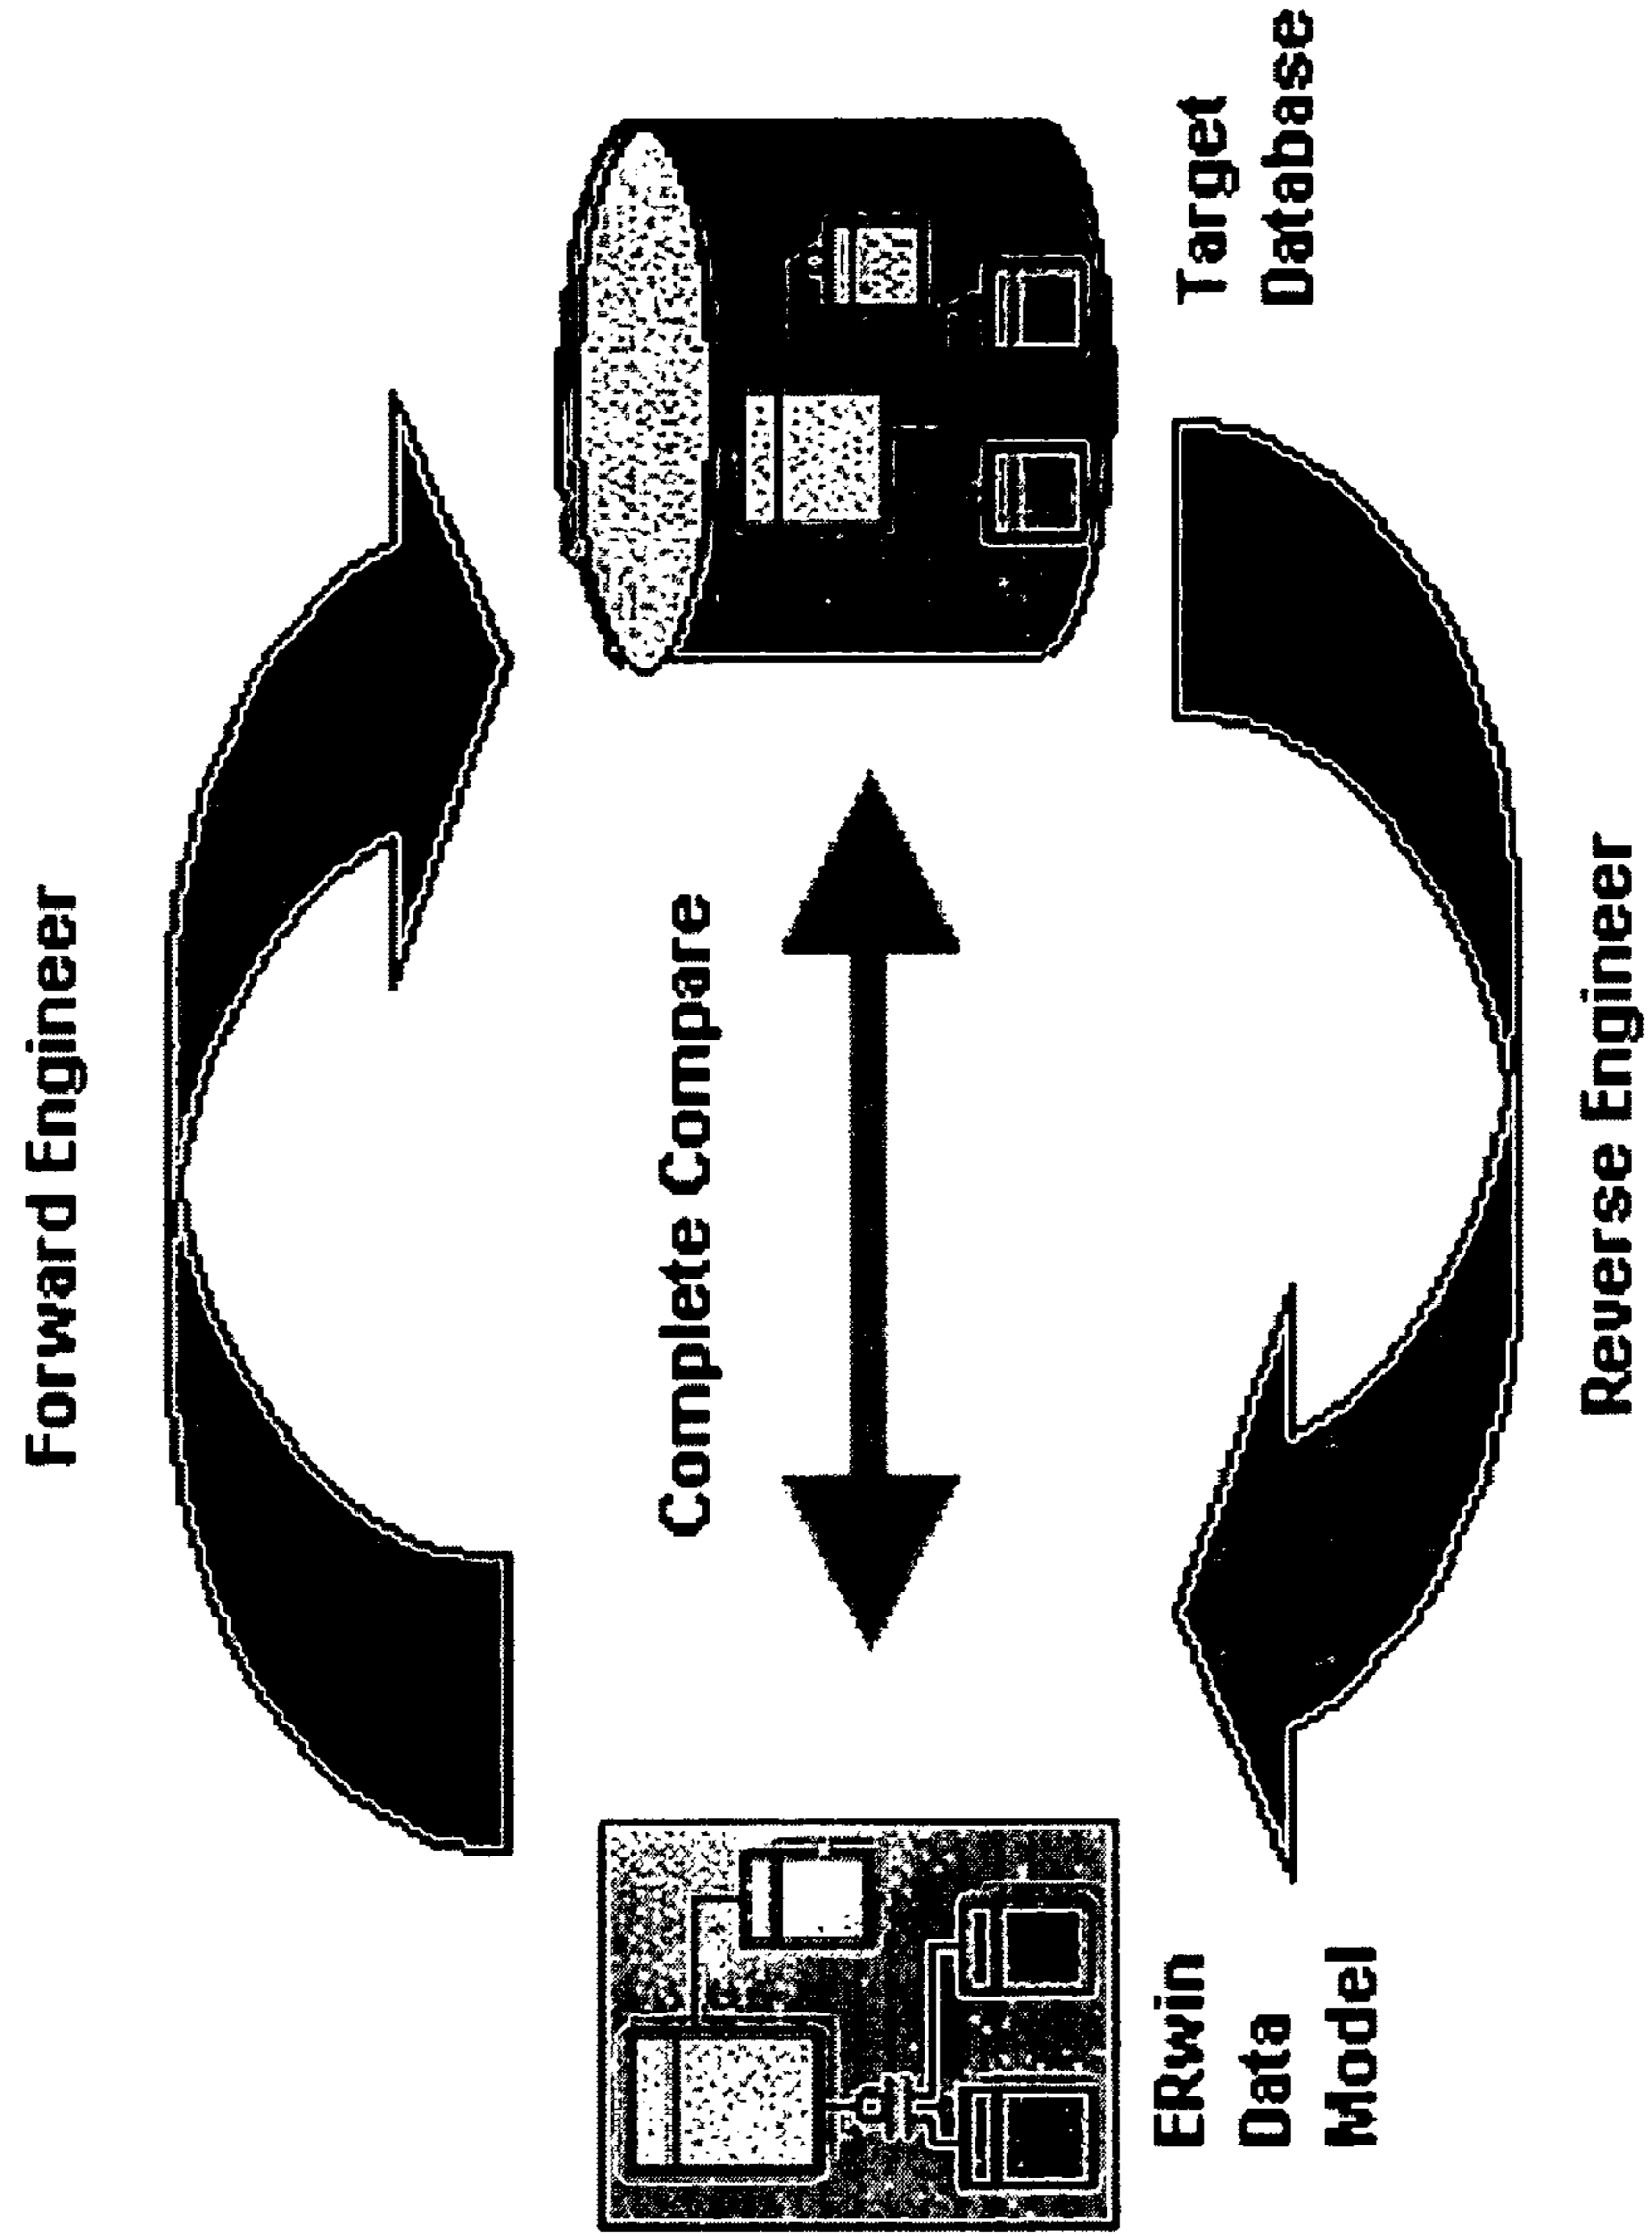 Forward Engineer
Complete Compare
ERwin
Data
Model
Target
Database
Reverse Engineer